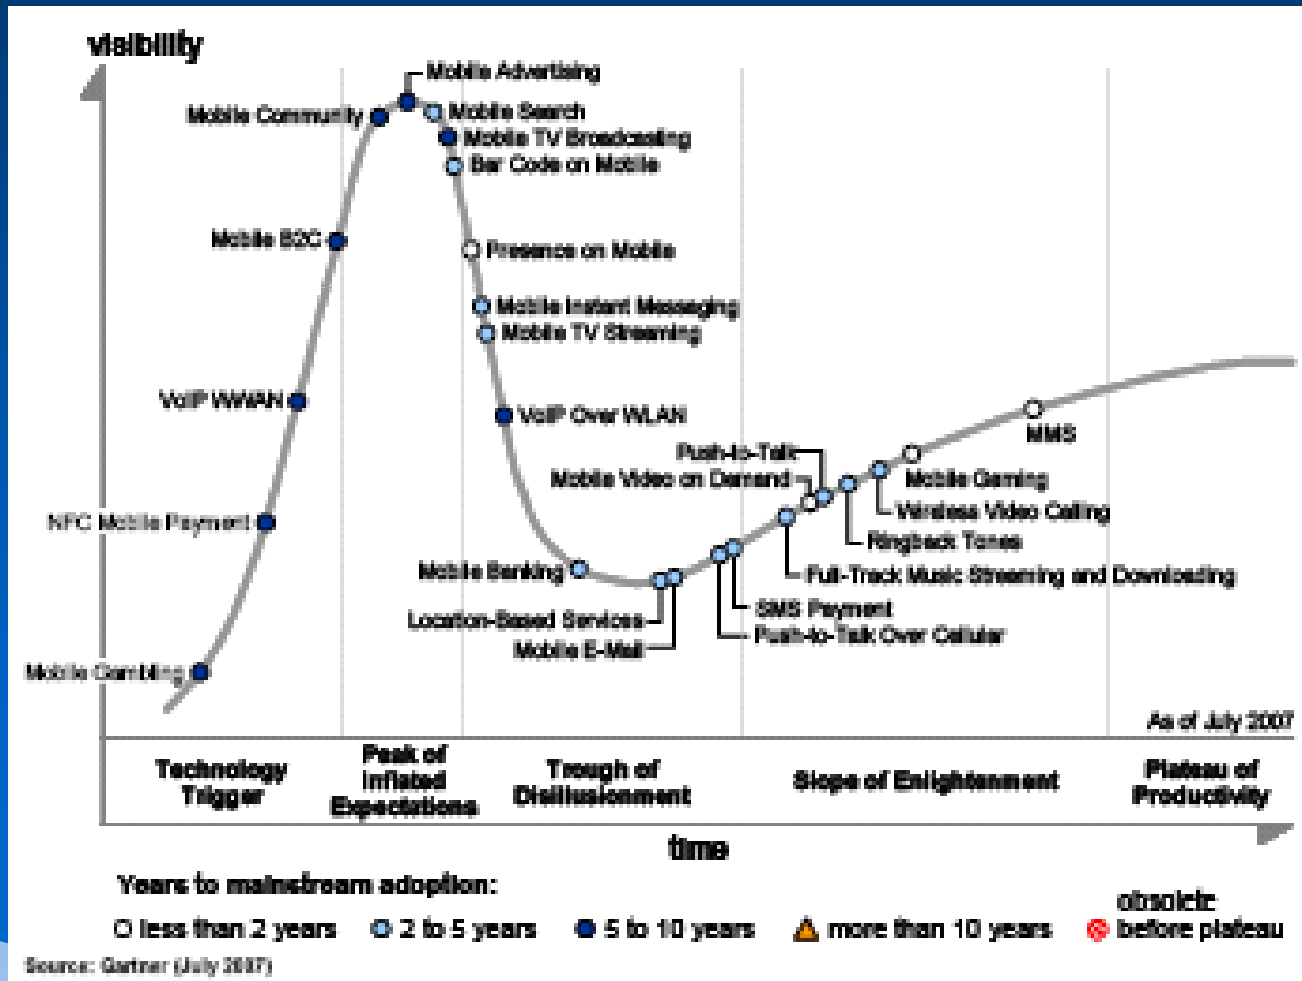 visibility
Mobile Advertising
Mobile Community
Mobile Search
Mobile TV Broadcasting
Bar Code on Mobile
Mobile B2C
Presence on Mobile
Mobile Instant Messaging
Mobile TV Streaming
VoIP WWAN
VoIP Over WLAN
MMS
Push-to-Talk
Mobile Video on Demand
Mobile Gaming
Wireless Video Calling
NFC Mobile Payment
Ringback Tones
Mobile Banking
Full-Track Music Streaming and Downloading
SMS Payment
Location-Based Services
Push-to-Talk Over Cellular
Mobile E-Mail
Mobile Gambling
As of July 2007
Technology
Trigger
Peak of
Inflated
Expectations
Trough of
Disillusionment
Slope of Enlightenment
Plateau of
Productivity
time
Years to mainstream adoption:
less than 2 years
2 to 5 years
5 to 10 years
more than 10 years
obsolete
before plateau
Source: Gartner (July 2007)